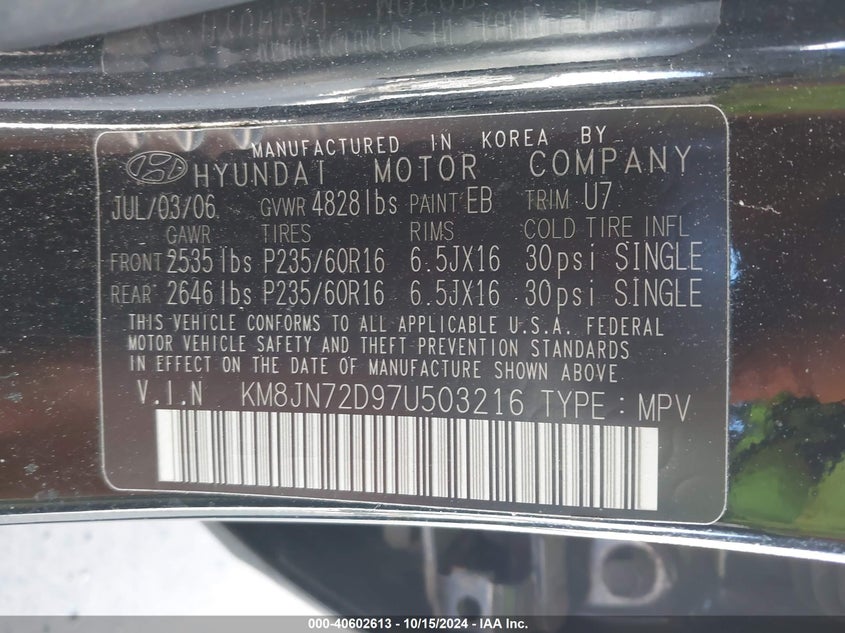 MANUFACTURED IN KOREA BY
HYUNDAI MOTOR COMPANY
JUL/03/06 GVWR 4828lbs PAINT EB TRIM U7
GAWR TIRES RIMS COLD TIRE INFL
FRONT 2535lbs P235/60R16 6.5JX16 30psi SINGLE
REAR 2646lbs P235/60R16 6.5JX16 30psi SINGLE
THIS VEHICLE CONFORMS TO ALL APPLICABLE U.S.A. FEDERAL
MOTOR VEHICLE SAFETY AND THEFT PREVENTION STANDARDS
IN EFFECT ON THE DATE OF MANUFACTURE SHOWN ABOVE
V.I.N KM8JN72D97U503216 TYPE : MPV
000-40602613 - 10/15/2024 - IAA Inc.